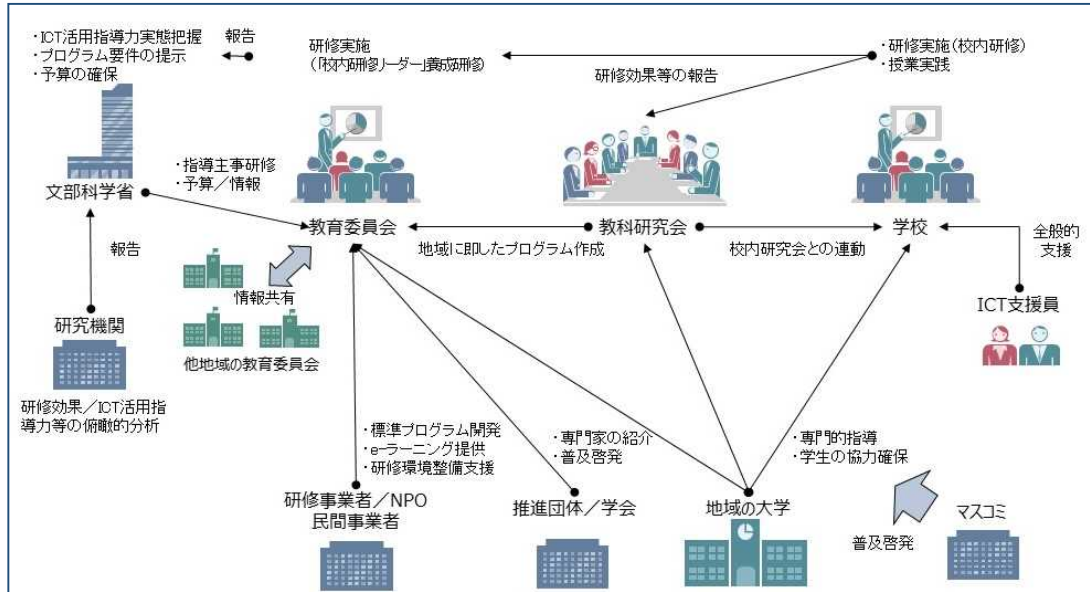 ・ICT活用指導力実態把握
・プログラム要件の提示
・予算の確保
報告
研修実施
(「校内研修リーダー」養成研修)
研修効果等の報告
・研修実施(校内研修)
・授業実践
文部科学省
・指導主事研修
・予算／情報
教育委員会
地域に即したプログラム作成
教科研究会
校内研究会との連動
学校
全般的
支援
報告
情報共有
他地域の教育委員会
ICT支援員
研究機関
研修効果／ICT活用指
導力等の俯瞰的分析
・標準プログラム開発
・e-ラーニング提供
・研修環境整備支援
・専門家の紹介
・普及啓発
・専門的指導
・学生の協力確保
研修事業者／NPO
民間事業者
推進団体／学会
地域の大学
普及啓発
マスコミ